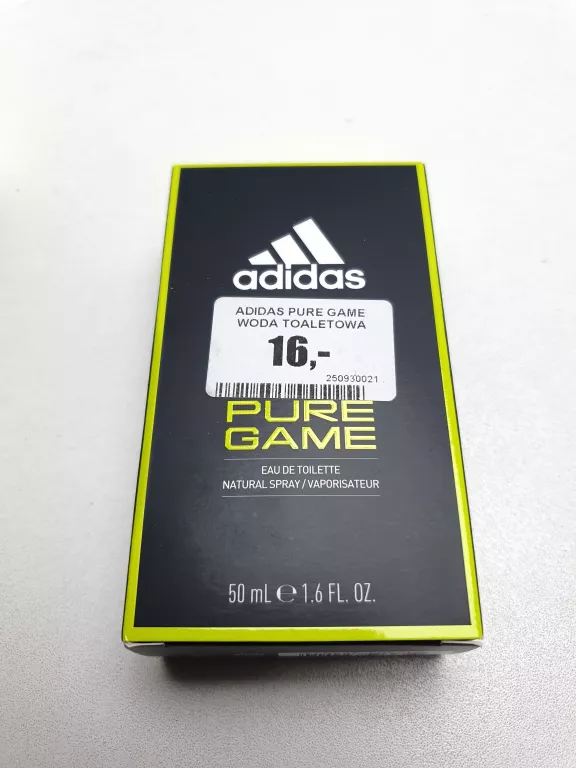 adidas
ADIDAS PURE GAME
WODA TOALETOWA
16,-
250930021
PURE
GAME
EAU DE TOILETTE
NATURAL SPRAY/VAPORISATEUR
50 mL ℮ 1.6 FL. OZ.